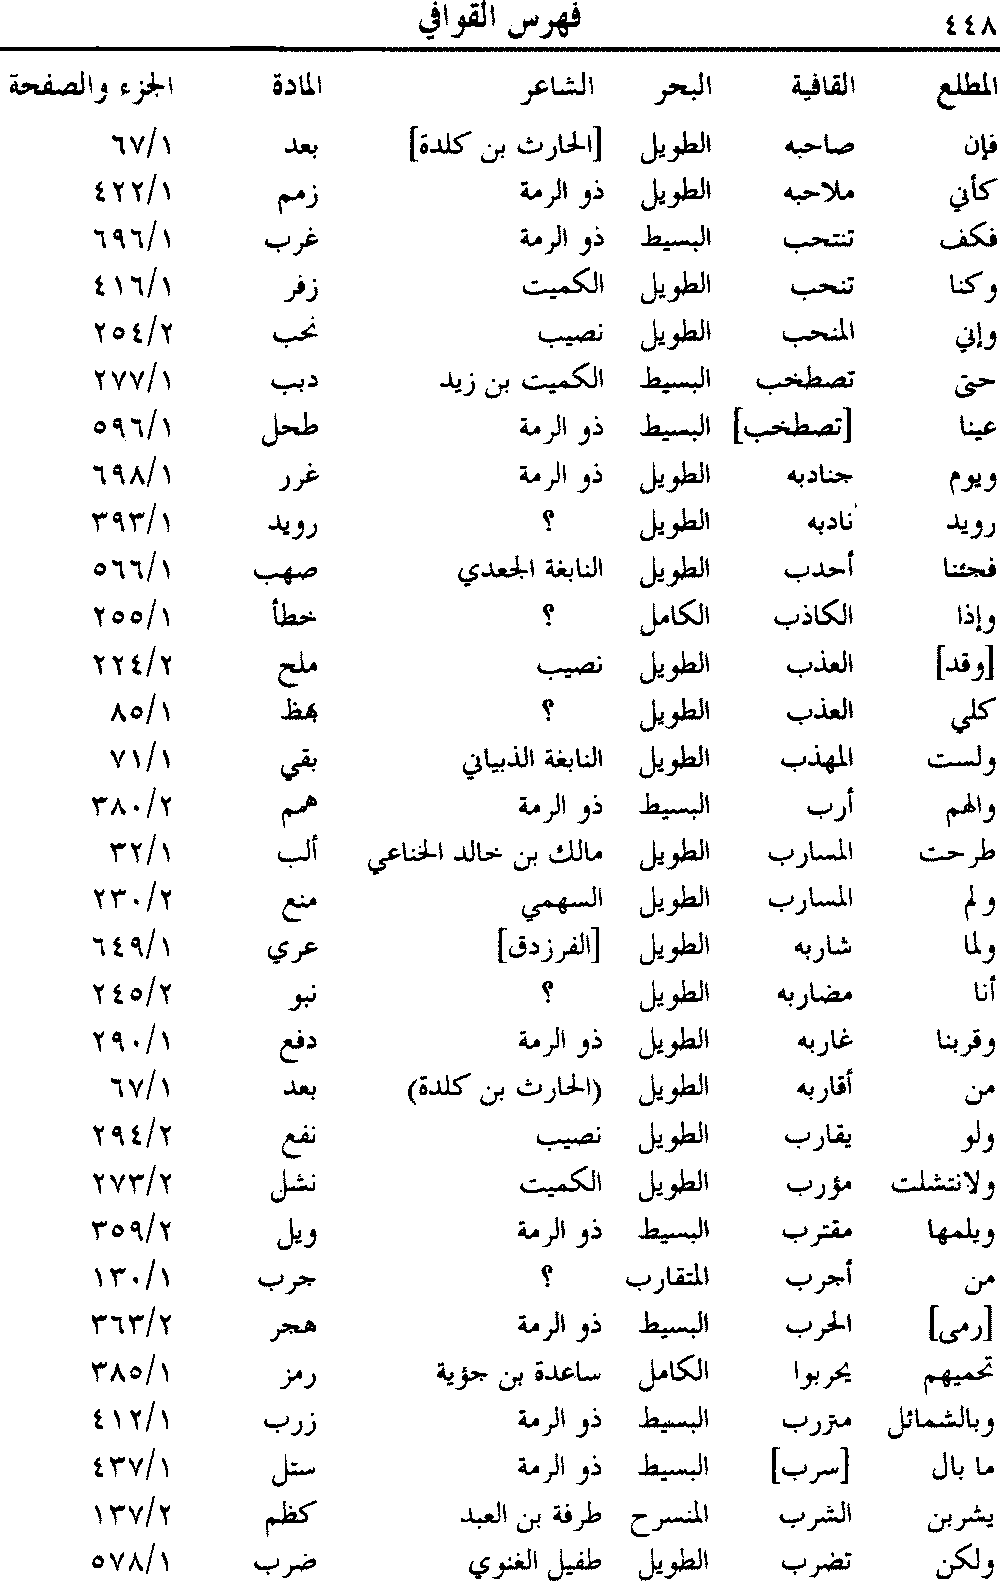 ٤٤٨ فهرس القوافي
المطلع القافية البحر الشاعر المادة الجزء والصفحة
فإن صاحبه الطويل [الحارث بن كلدة] بعد ٦٧/١
كأني ملاحبه الطويل ذو الرمة زمم ٤٢٢/١
فكف تنتحب البسيط ذو الرمة غرب ٦٩٦/١
وكنا تنحب الطويل الكميت زفر ٤١٦/١
وإني المنحب الطويل نصيب نحب ٢٥٤/٢
حتى تصطخب البسيط الكميت بن زيد دبب ٢٧٧/١
عينا [تصطخب] البسيط ذو الرمة طحل ٥٩٦/١
ويوم جنادبه الطويل ذو الرمة غرر ٦٩٨/١
رويد نادبه الطويل ؟ رويد ٣٩٣/١
فجئنا أحدب الطويل النابغة الجعدي صهب ٥٦٦/١
وإذا الكاذب الكامل ؟ خطأ ٢٥٥/١
[وقد] العذب الطويل نصيب ملح ٢٢٤/٢
كلي العذب الطويل ؟ بهظ ٨٥/١
ولست المهذب الطويل النابغة الذبياني بقي ٧١/١
والهم أرب البسيط ذو الرمة همم ٣٨٠/٢
طرحت المسارب الطويل مالك بن خالد الخناعي ألب ٣٢/١
ولم المسارب الطويل السهمي منع ٢٣٠/٢
ولما شاربه الطويل [الفرزدق] عري ٦٤٩/١
أنا مضاربه الطويل ؟ نبو ٢٤٥/٢
وقربنا غاربه الطويل ذو الرمة دفع ٢٩٠/١
من أقاربه الطويل (الحارث بن كلدة) بعد ٦٧/١
ولو يقارب الطويل نصيب نفع ٢٩٤/٢
ولانتشلت مؤرب الطويل الكميت نشل ٢٧٣/٢
ويلمها مقترب البسيط ذو الرمة ويل ٣٥٩/٢
من أجرب المتقارب ؟ جرب ١٣٠/١
[رمى] الحرب البسيط ذو الرمة هجر ٣٦٣/٢
تحميهم يحربوا الكامل ساعدة بن جؤية رمز ٣٨٥/١
وبالشمائل منزرب البسيط ذو الرمة زرب ٤١٢/١
ما بال [سرب] البسيط ذو الرمة ستل ٤٣٧/١
يشربن الشرب المنسرح طرفة بن العبد كظم ١٣٧/٢
ولكن تضرب الطويل طفيل الغنوي ضرب ٥٧٨/١